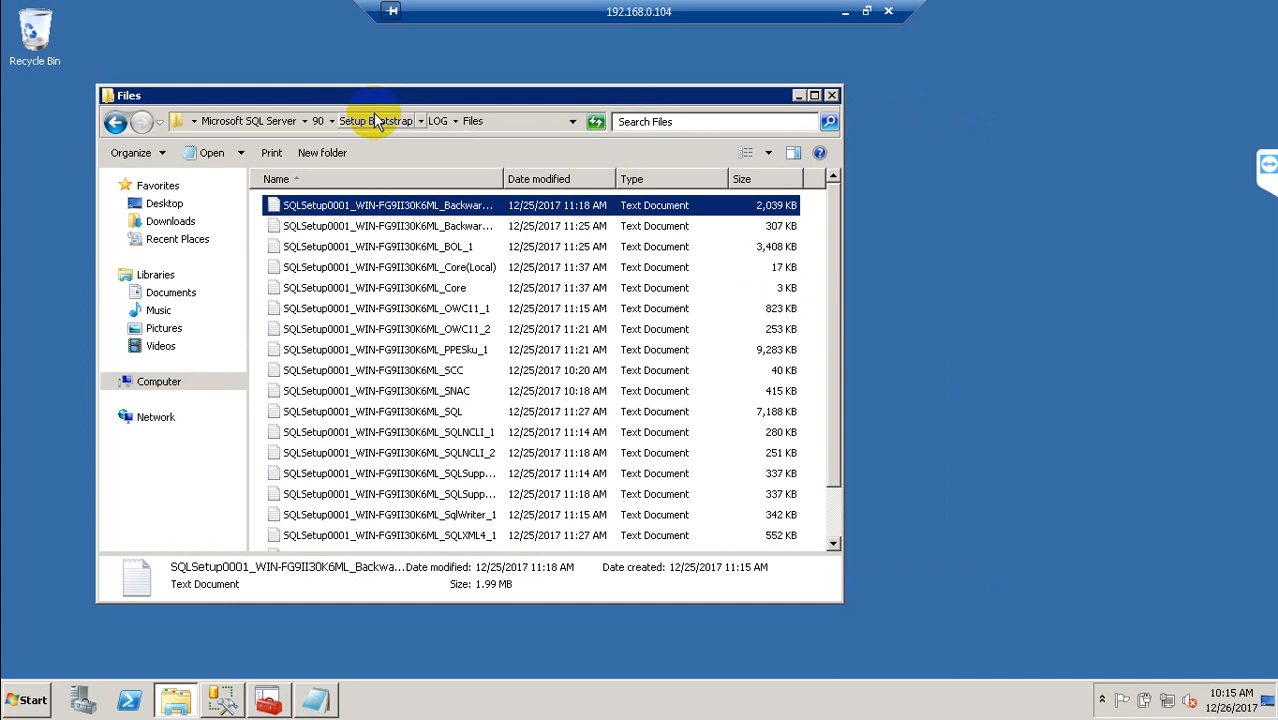 192.168.0.104
Recycle Bin
Files
Microsoft SQL Server 90 Setup Bootstrap LOG Files
Search Files
Organize Open Print New folder
Name Date modified Type Size
Favorites
Desktop
Downloads
Recent Places
Libraries
Documents
Music
Pictures
Videos
Computer
Network
SQLSetup0001_WIN-FG9II30K6ML_Backwar... 12/25/2017 11:18 AM Text Document 2,039 KB
SQLSetup0001_WIN-FG9II30K6ML_Backwar... 12/25/2017 11:25 AM Text Document 307 KB
SQLSetup0001_WIN-FG9II30K6ML_BOL_1 12/25/2017 11:25 AM Text Document 3,408 KB
SQLSetup0001_WIN-FG9II30K6ML_Core(Local) 12/25/2017 11:37 AM Text Document 17 KB
SQLSetup0001_WIN-FG9II30K6ML_Core 12/25/2017 11:37 AM Text Document 3 KB
SQLSetup0001_WIN-FG9II30K6ML_OWC11_1 12/25/2017 11:15 AM Text Document 823 KB
SQLSetup0001_WIN-FG9II30K6ML_OWC11_2 12/25/2017 11:21 AM Text Document 253 KB
SQLSetup0001_WIN-FG9II30K6ML_PPESku_1 12/25/2017 11:21 AM Text Document 9,283 KB
SQLSetup0001_WIN-FG9II30K6ML_SCC 12/25/2017 10:20 AM Text Document 40 KB
SQLSetup0001_WIN-FG9II30K6ML_SNAC 12/25/2017 10:18 AM Text Document 415 KB
SQLSetup0001_WIN-FG9II30K6ML_SQL 12/25/2017 11:27 AM Text Document 7,188 KB
SQLSetup0001_WIN-FG9II30K6ML_SQLNCLI_1 12/25/2017 11:14 AM Text Document 280 KB
SQLSetup0001_WIN-FG9II30K6ML_SQLNCLI_2 12/25/2017 11:18 AM Text Document 251 KB
SQLSetup0001_WIN-FG9II30K6ML_SQLSupp... 12/25/2017 11:14 AM Text Document 337 KB
SQLSetup0001_WIN-FG9II30K6ML_SQLSupp... 12/25/2017 11:18 AM Text Document 337 KB
SQLSetup0001_WIN-FG9II30K6ML_SqlWriter_1 12/25/2017 11:15 AM Text Document 342 KB
SQLSetup0001_WIN-FG9II30K6ML_SQLXML4_1 12/25/2017 11:27 AM Text Document 552 KB
SQLSetup0001_WIN-FG9II30K6ML_Backwa... Date modified: 12/25/2017 11:18 AM Date created: 12/25/2017 11:15 AM
Text Document Size: 1.99 MB
Start
10:15 AM
12/26/2017